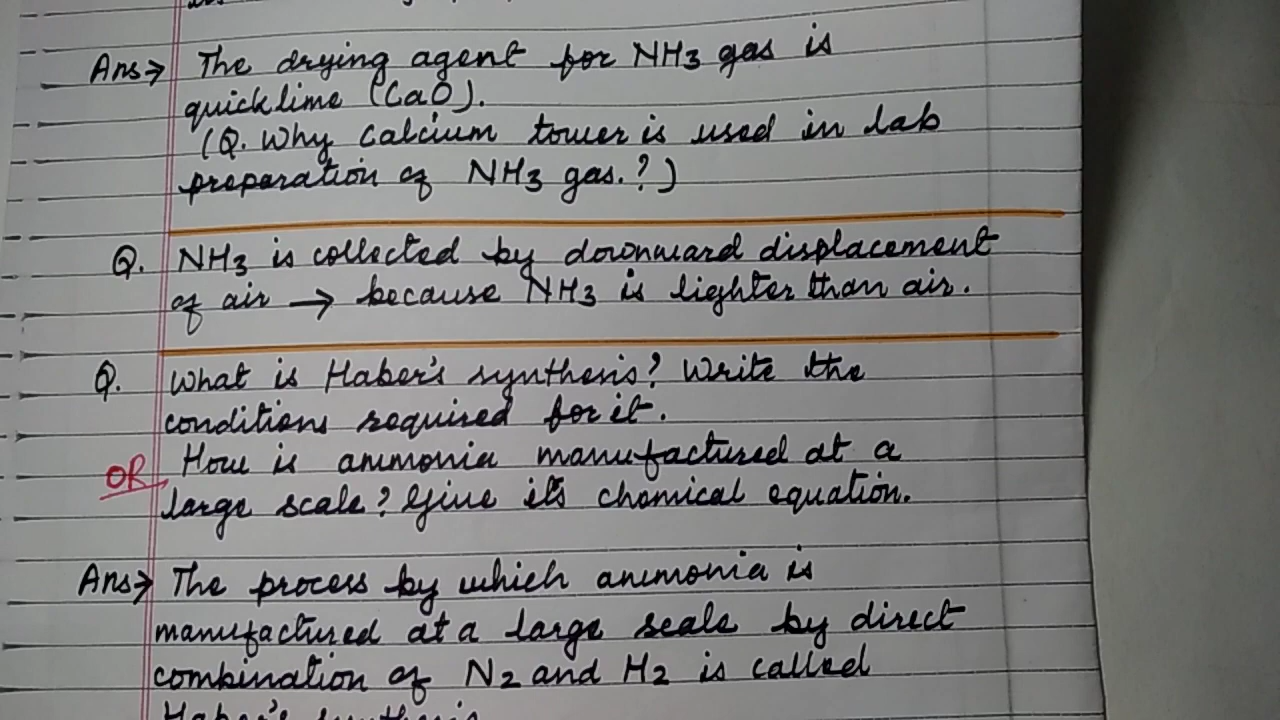 Ans→ The drying agent for NH3 gas is
quicklime (CaO).
(Q. Why Calcium tower is used in lab
preparation of NH3 gas.?)
Q. NH3 is collected by downward displacement
of air → because NH3 is lighter than air.
Q. What is Haber's synthesis? Write the
conditions required for it.
OR How is ammonia manufactured at a
large scale? Give its chemical equation.
Ans→ The process by which ammonia is
manufactured at a large scale by direct
combination of N2 and H2 is called
Haber's synthesis